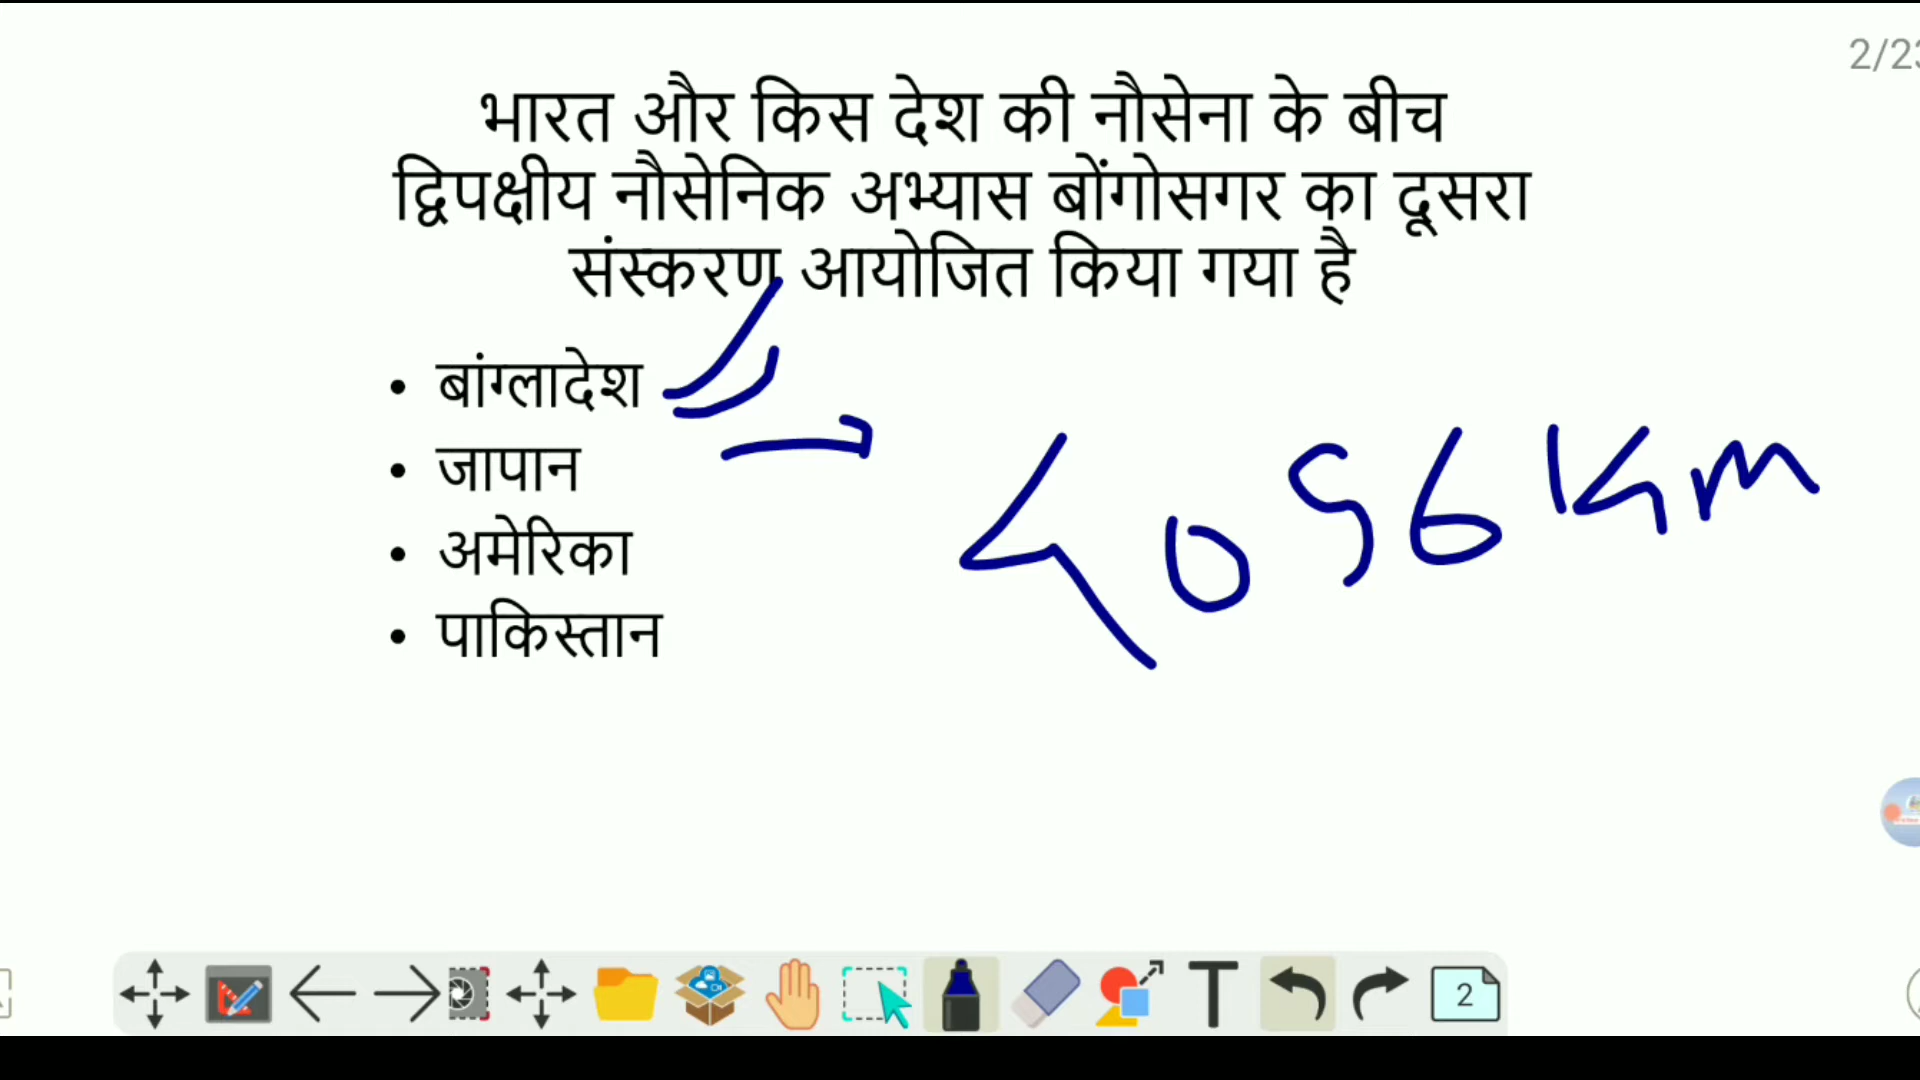 2/23
भारत और किस देश की नौसेना के बीच
द्विपक्षीय नौसेनिक अभ्यास बोंगोसगर का दूसरा
संस्करण आयोजित किया गया है
• बांग्लादेश
• जापान
• अमेरिका
• पाकिस्तान
4096 Km
T
2